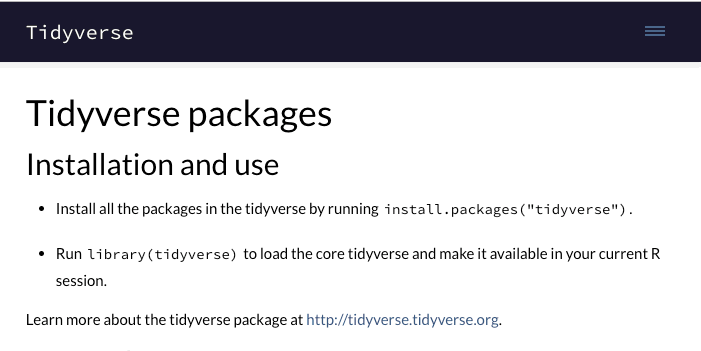 Tidyverse
Tidyverse packages
Installation and use
• Install all the packages in the tidyverse by running install.packages("tidyverse").
• Run library(tidyverse) to load the core tidyverse and make it available in your current R
session.
Learn more about the tidyverse package at http://tidyverse.tidyverse.org.